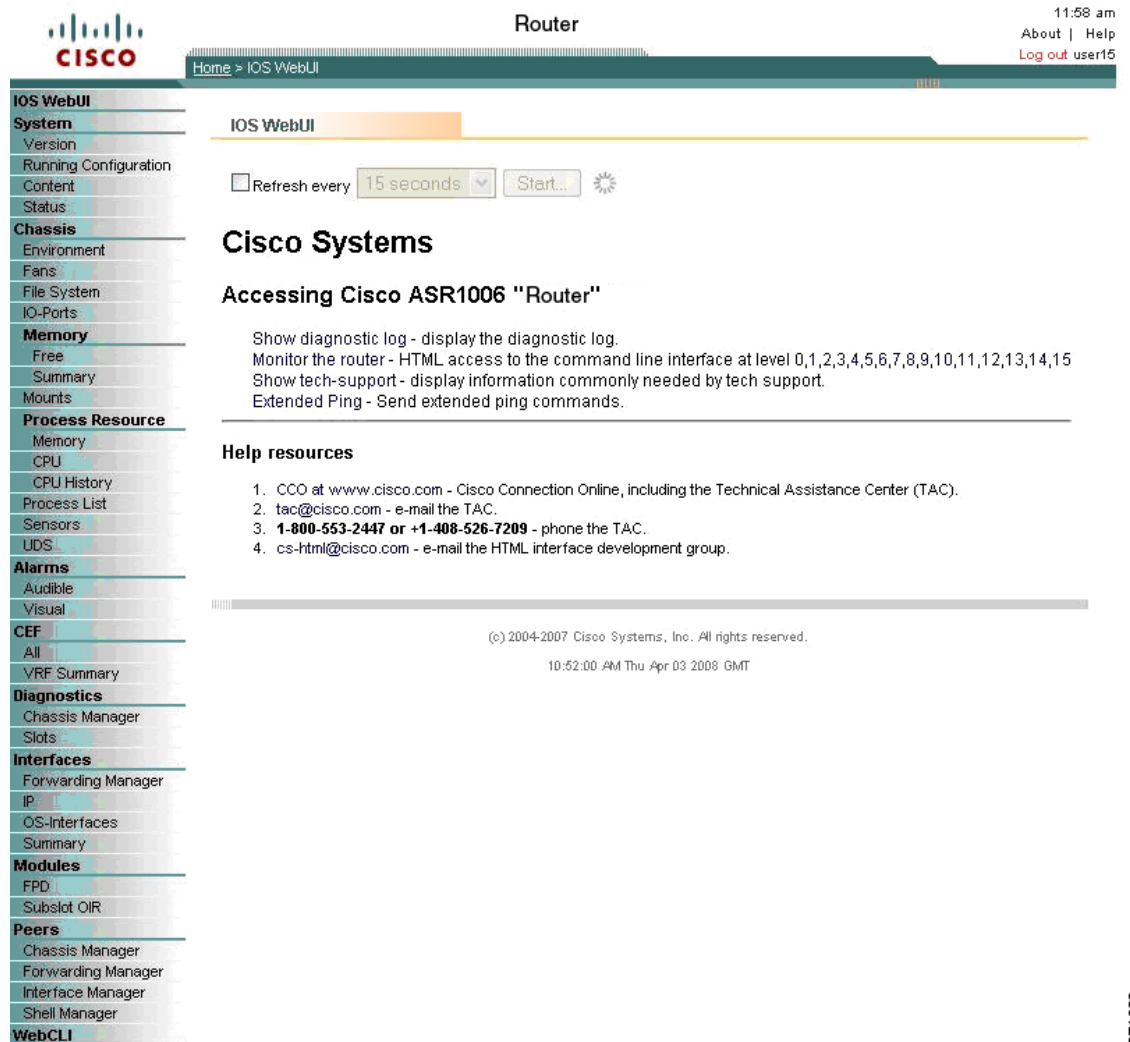 CISCO
Router
11:58 am
About | Help
Log out user15
Home > IOS WebUI
IOS WebUI
System
Version
Running Configuration
Content
Status
Chassis
Environment
Fans
File System
IO-Ports
Memory
Free
Summary
Mounts
Process Resource
Memory
CPU
CPU History
Process List
Sensors
UDS
Alarms
Audible
Visual
CEF
All
VRF Summary
Diagnostics
Chassis Manager
Slots
Interfaces
Forwarding Manager
IP
OS-Interfaces
Summary
Modules
FPD
Subslot OIR
Peers
Chassis Manager
Forwarding Manager
Interface Manager
Shell Manager
WebCLI
IOS WebUI
Refresh every 15 seconds Start...
Cisco Systems
Accessing Cisco ASR1006 "Router"
Show diagnostic log - display the diagnostic log.
Monitor the router - HTML access to the command line interface at level 0,1,2,3,4,5,6,7,8,9,10,11,12,13,14,15
Show tech-support - display information commonly needed by tech support.
Extended Ping - Send extended ping commands.
Help resources
1. CCO at www.cisco.com - Cisco Connection Online, including the Technical Assistance Center (TAC).
2. tac@cisco.com - e-mail the TAC.
3. 1-800-553-2447 or +1-408-526-7209 - phone the TAC.
4. cs-html@cisco.com - e-mail the HTML interface development group.
(c) 2004-2007 Cisco Systems, Inc. All rights reserved.
10:52:00 AM Thu Apr 03 2008 GMT